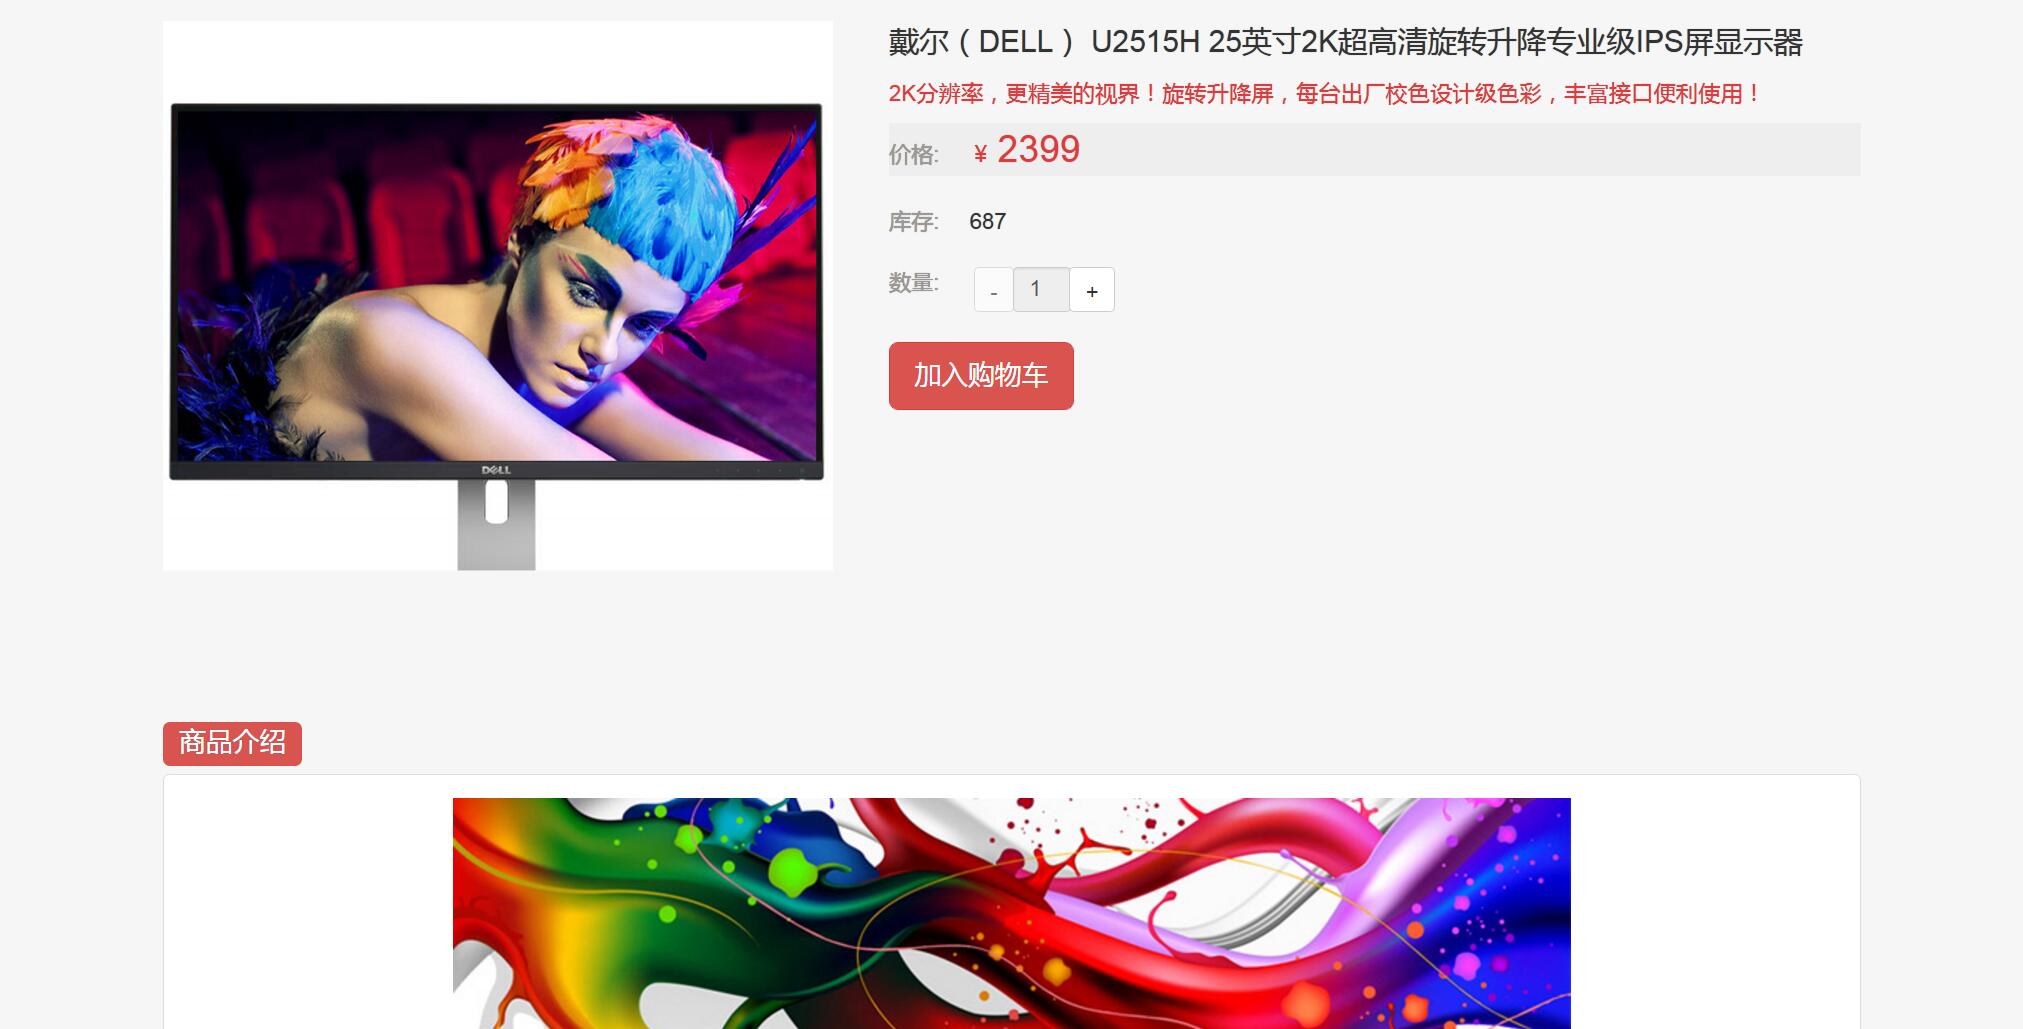 戴尔（DELL） U2515H 25英寸2K超高清旋转升降专业级IPS屏显示器
2K分辨率，更精美的视界！旋转升降屏，每台出厂校色设计级色彩，丰富接口便利使用！
价格: ¥ 2399
库存: 687
数量: - 1 +
加入购物车
DELL
商品介绍